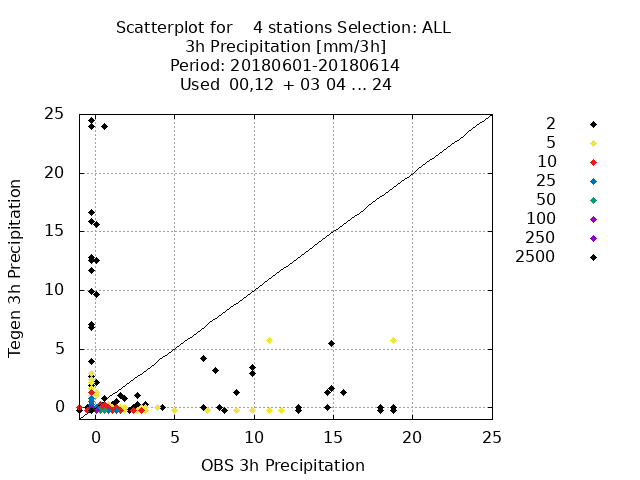 Scatterplot for    4 stations Selection: ALL
3h Precipitation [mm/3h]
Period: 20180601-20180614
Used  00,12  + 03 04 ... 24
25
20
15
10
5
0
0 5 10 15 20 25
Tegen 3h Precipitation
OBS 3h Precipitation
2
5
10
25
50
100
250
2500